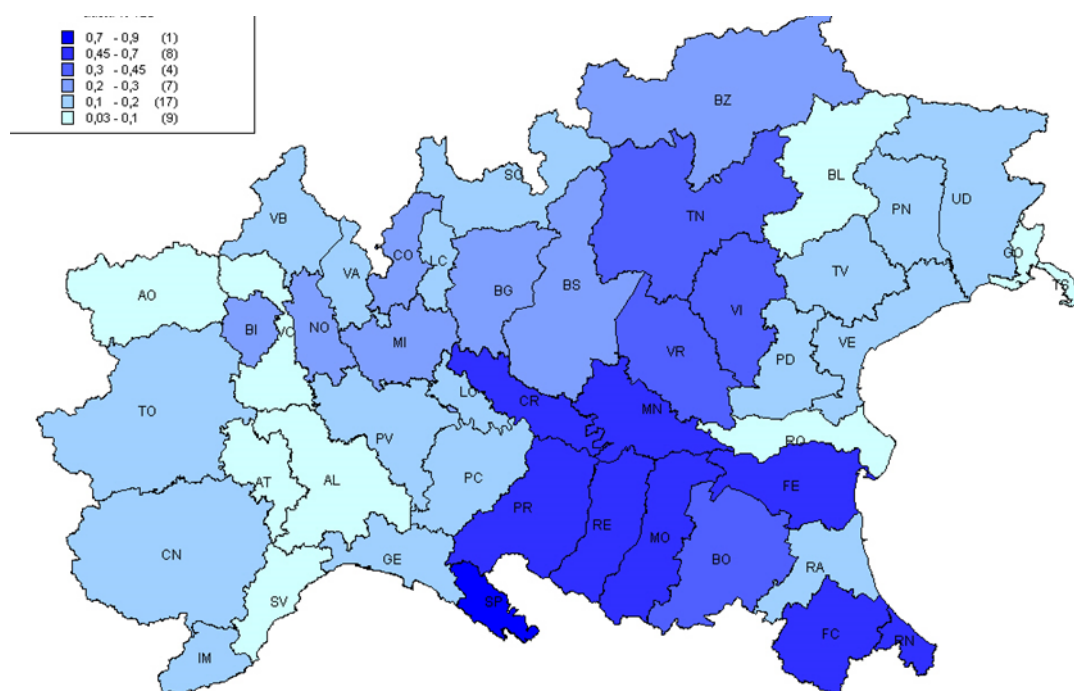 0,7 - 0,9 (1)
0,45 - 0,7 (8)
0,3 - 0,45 (4)
0,2 - 0,3 (7)
0,1 - 0,2 (17)
0,03 - 0,1 (9)
BZ
SO
BL
TN
PN
UD
VB
CO
LC
VA
GO
TV
TS
AO
BG
BS
BI
VC
NO
MI
VI
VR
PD
VE
LO
CR
MN
TO
PV
RO
AT
AL
PC
PR
RE
MO
FE
CN
GE
BO
RA
SV
SP
FC
RN
IM